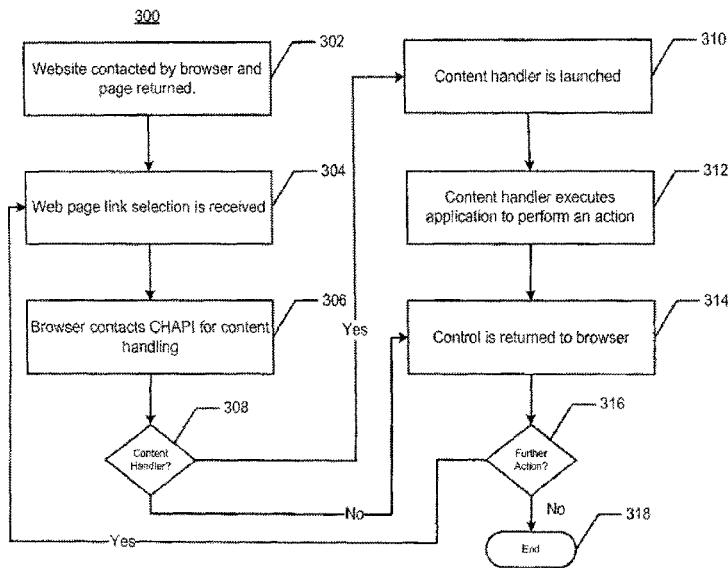 300
302
Website contacted by browser and
page returned.
304
Web page link selection is received
306
Browser contacts CHAPI for content
handling
308
Content
Handler?
Yes
No
310
Content handler is launched
312
Content handler executes
application to perform an action
314
Control is returned to browser
316
Further
Action?
Yes
No
318
End